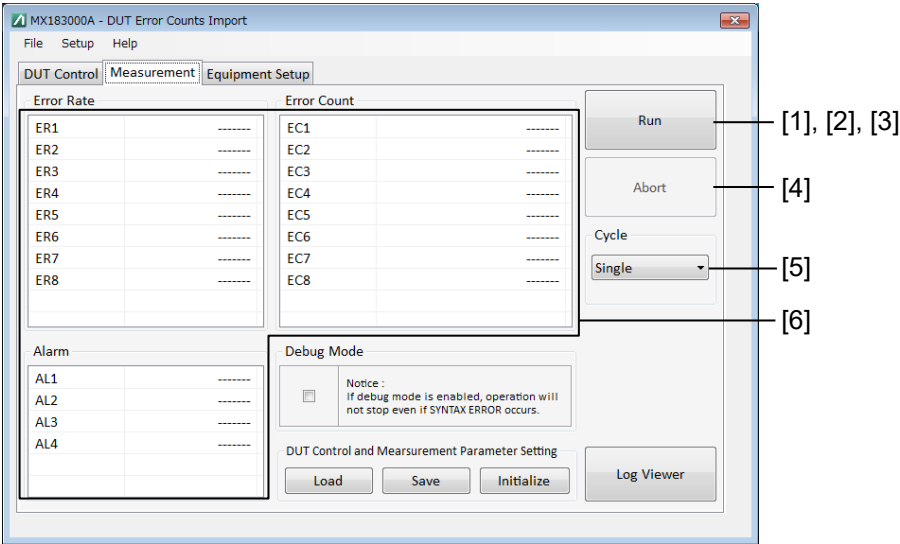 MX183000A - DUT Error Counts Import
File Setup Help
DUT Control Measurement Equipment Setup
Error Rate
ER1 -------
ER2 -------
ER3 -------
ER4 -------
ER5 -------
ER6 -------
ER7 -------
ER8 -------
Error Count
EC1 -------
EC2 -------
EC3 -------
EC4 -------
EC5 -------
EC6 -------
EC7 -------
EC8 -------
Run
[1], [2], [3]
Abort
[4]
Cycle
Single
[5]
[6]
Alarm
AL1 -------
AL2 -------
AL3 -------
AL4 -------
Debug Mode
Notice :
If debug mode is enabled, operation will
not stop even if SYNTAX ERROR occurs.
DUT Control and Mearsurement Parameter Setting
Load Save Initialize
Log Viewer